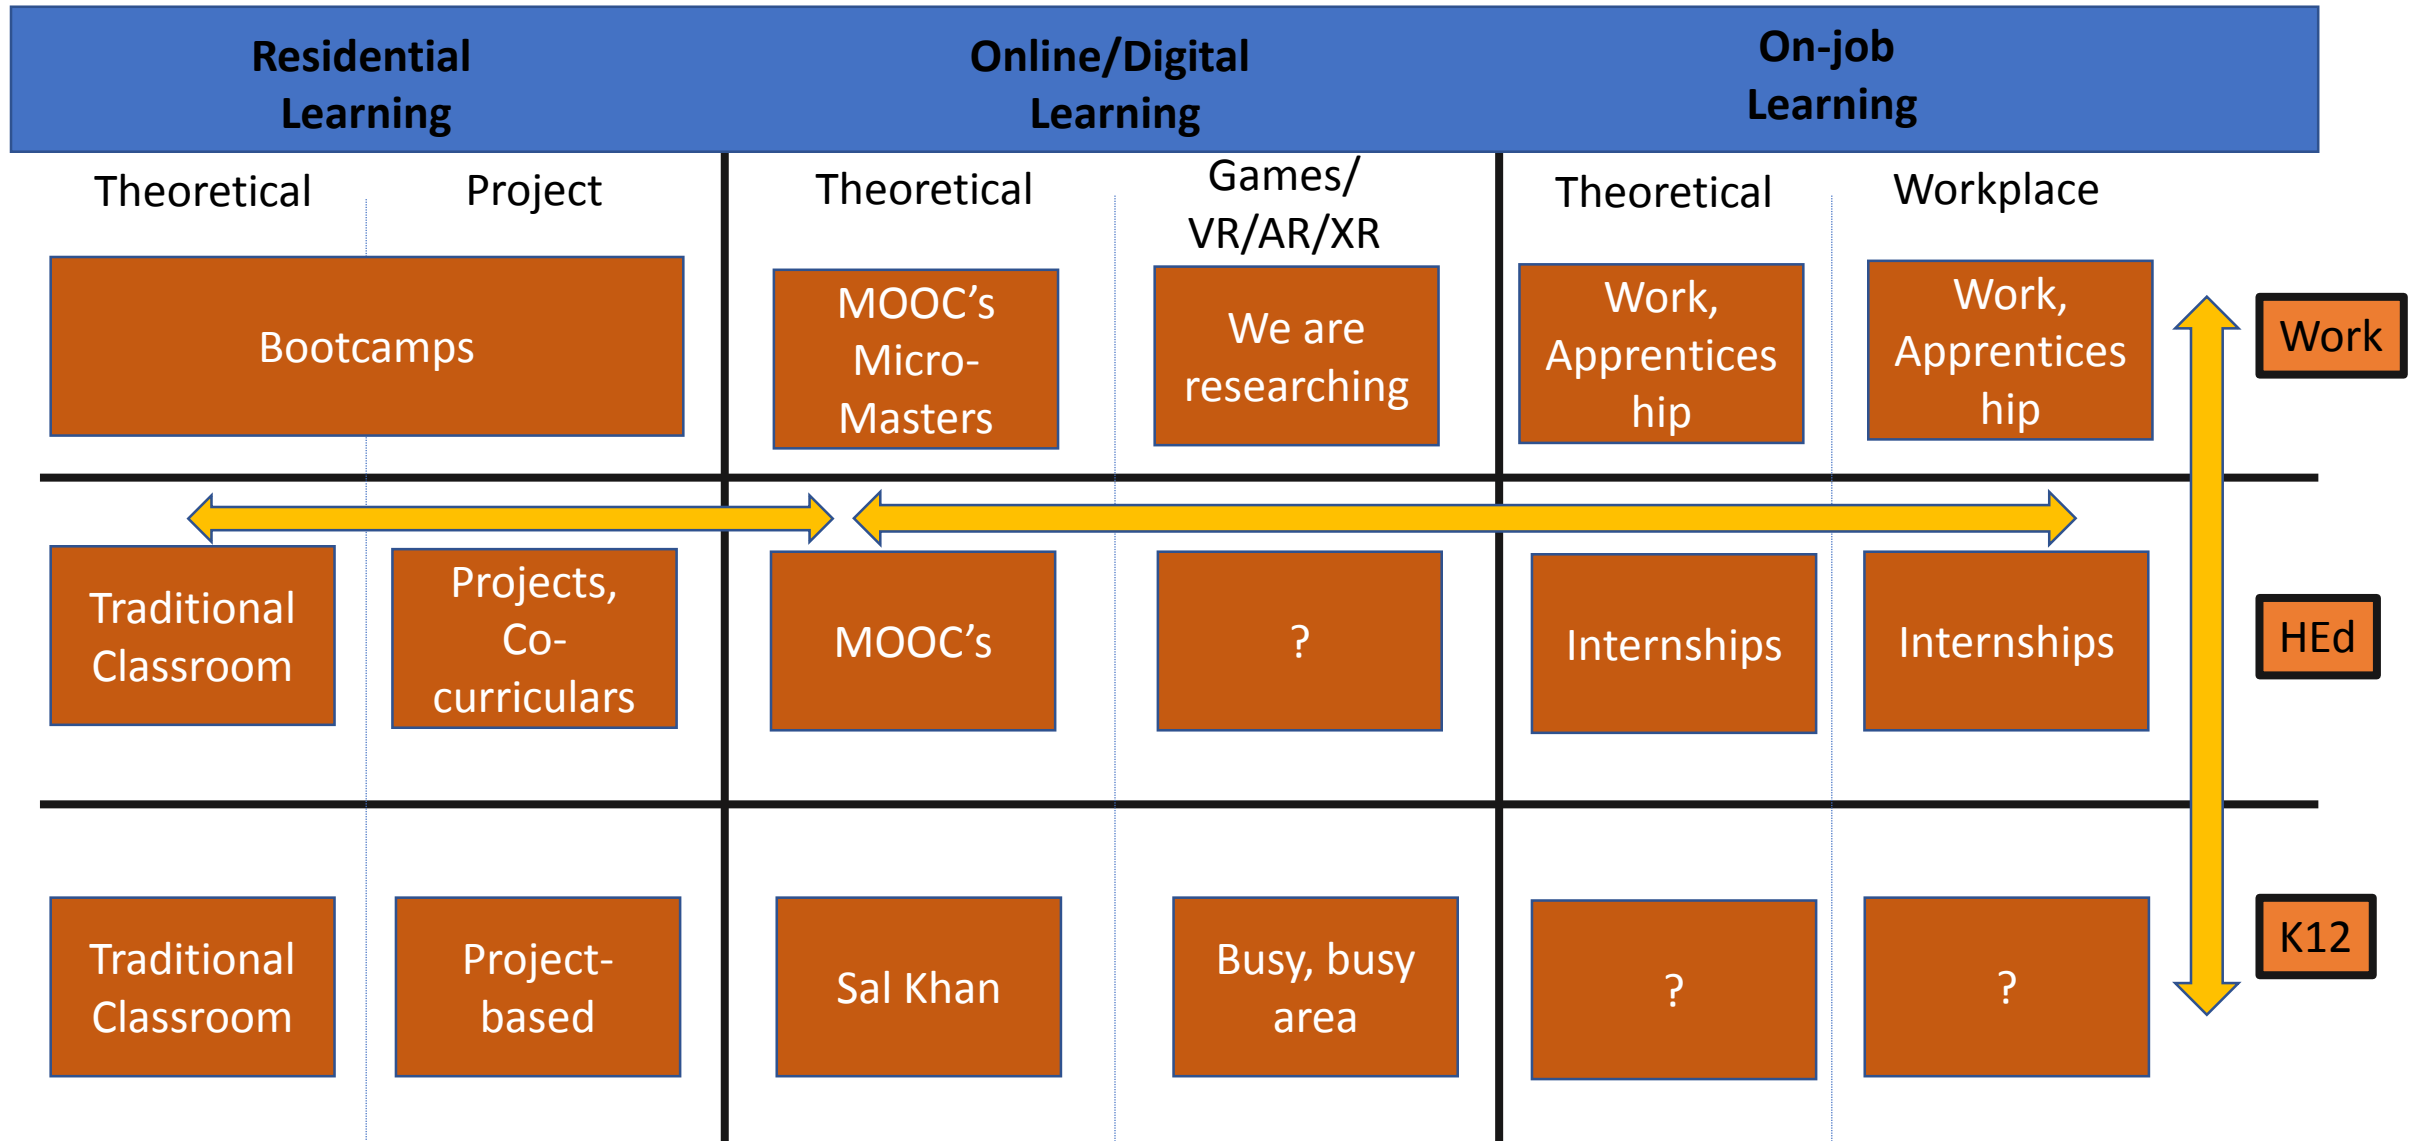 Residential
Learning
Online/Digital
Learning
On-job
Learning
Theoretical
Project
Theoretical
Games/
VR/AR/XR
Theoretical
Workplace
Bootcamps
MOOC’s
Micro-
Masters
We are
researching
Work,
Apprentices
hip
Work,
Apprentices
hip
Work
Traditional
Classroom
Projects,
Co-
curriculars
MOOC’s
?
Internships
Internships
HEd
Traditional
Classroom
Project-
based
Sal Khan
Busy, busy
area
?
?
K12